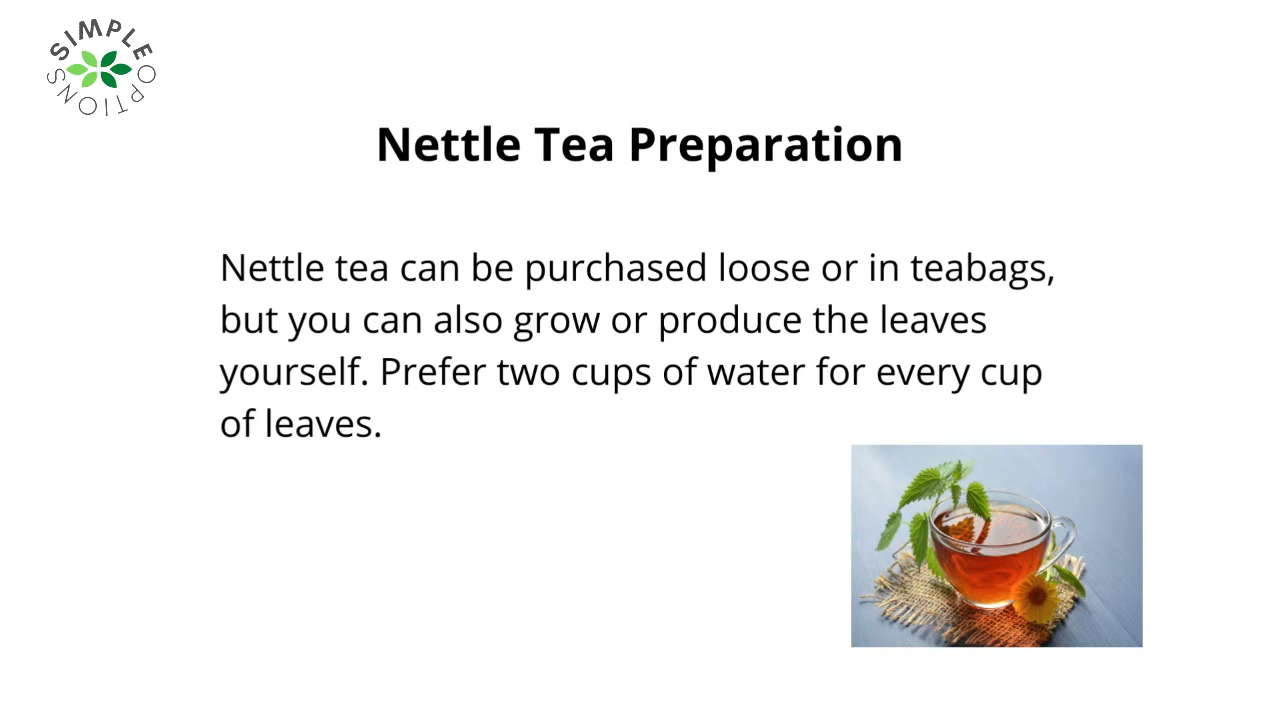 SIMPLE
OPTIONS
Nettle Tea Preparation
Nettle tea can be purchased loose or in teabags,
but you can also grow or produce the leaves
yourself. Prefer two cups of water for every cup
of leaves.